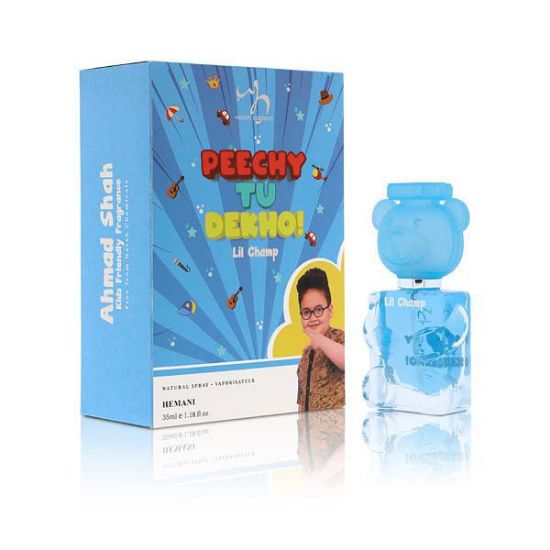 Ahmad Shah
Kids Friendly Fragrance
Free from Harsh Chemicals
PEECHY
TU
DEKHO!
Lil Champ
NATURAL SPRAY - VAPORISATEUR
HEMANI
35ml e 1.18 fl oz
Lil Champ